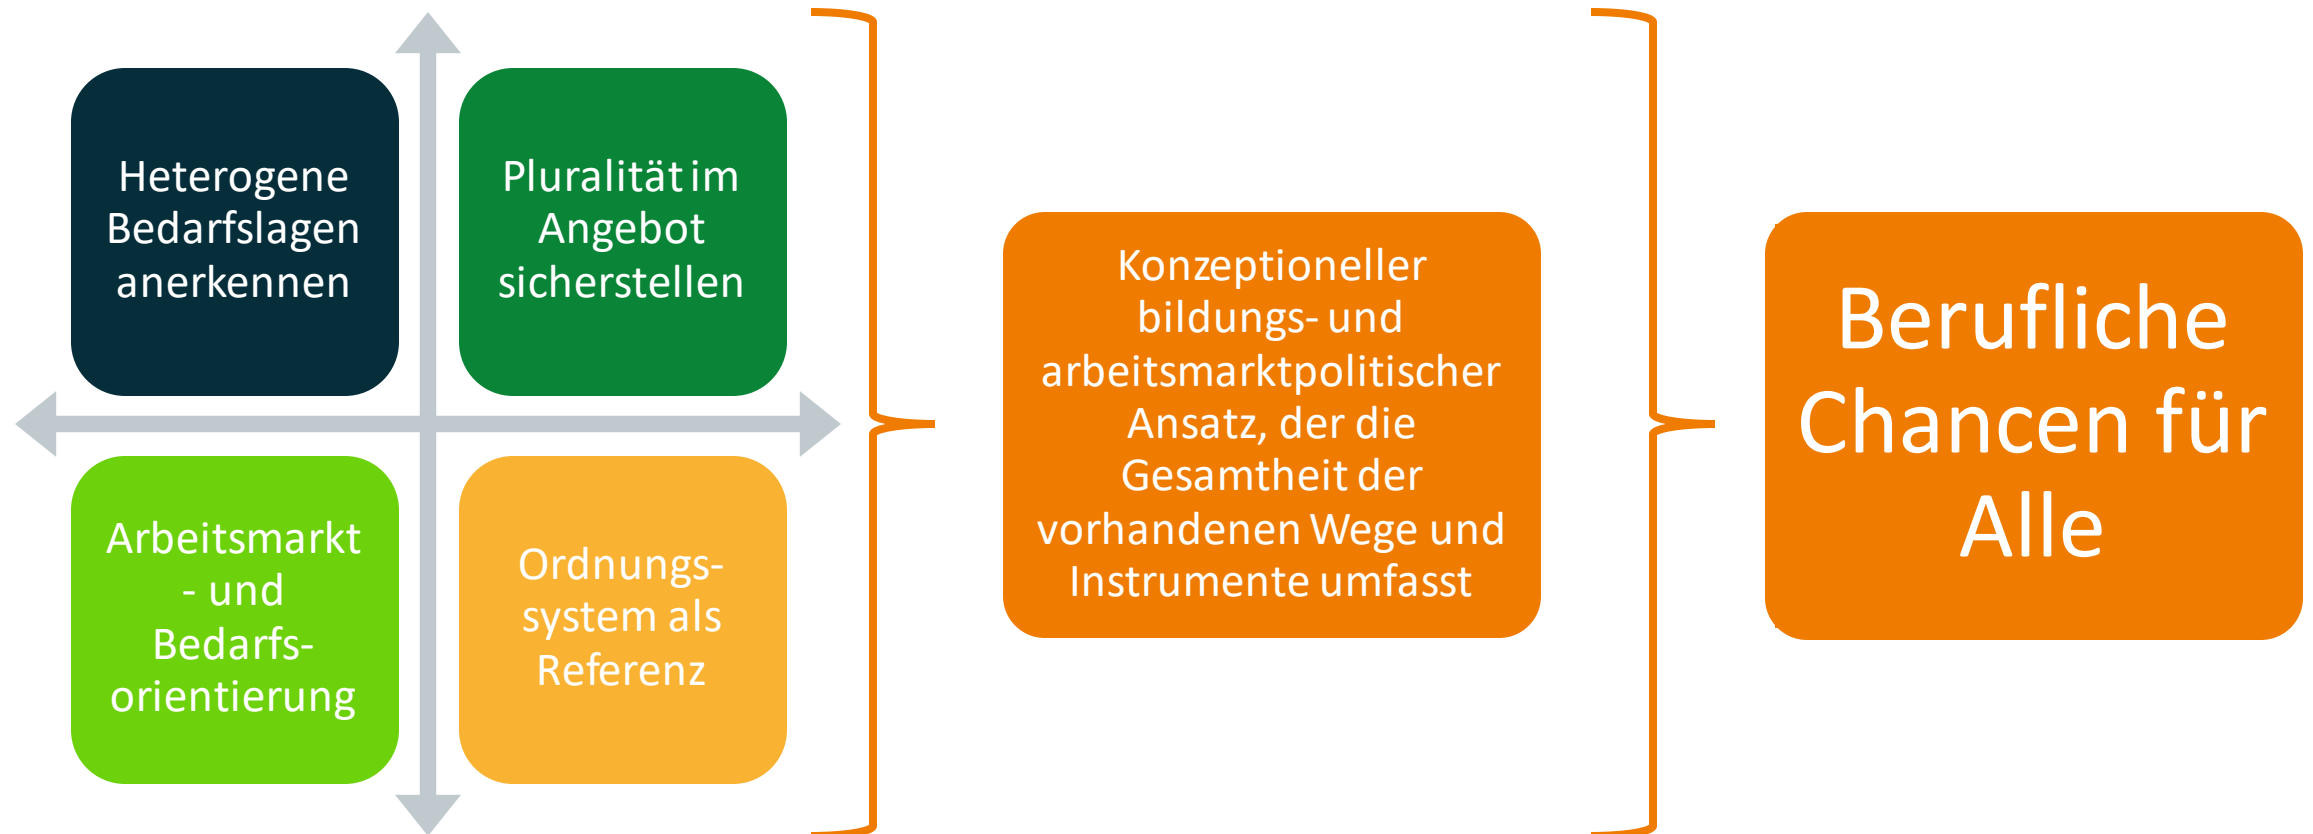 Heterogene
Bedarfslagen
anerkennen
Pluralität im
Angebot
sicherstellen
Arbeitsmarkt
- und
Bedarfs-
orientierung
Ordnungs-
system als
Referenz
Konzeptioneller
bildungs- und
arbeitsmarktpolitischer
Ansatz, der die
Gesamtheit der
vorhandenen Wege und
Instrumente umfasst
Berufliche
Chancen für
Alle